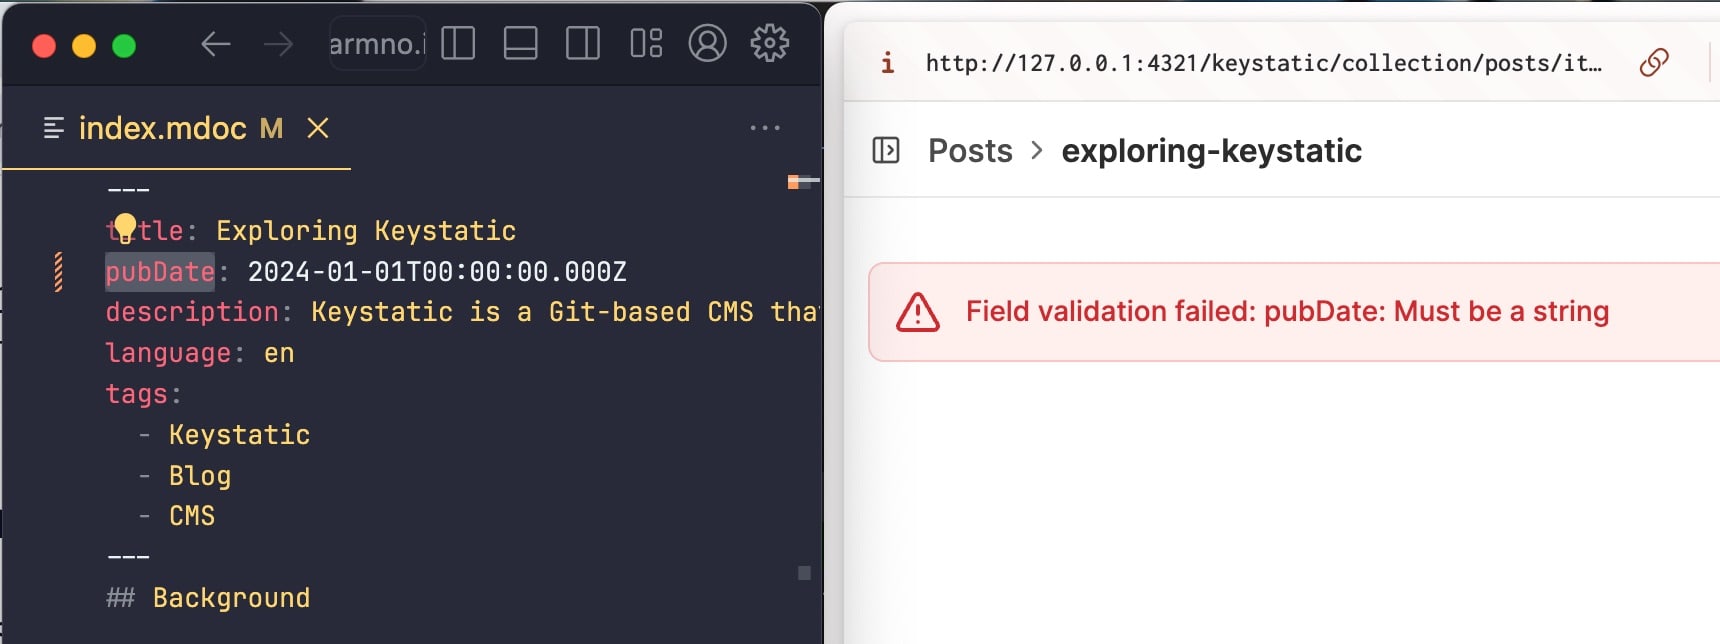 armno.i
index.mdoc M
---
title: Exploring Keystatic
pubDate: 2024-01-01T00:00:00.000Z
description: Keystatic is a Git-based CMS tha
language: en
tags:
- Keystatic
- Blog
- CMS
---
## Background
http://127.0.0.1:4321/keystatic/collection/posts/it…
Posts > exploring-keystatic
Field validation failed: pubDate: Must be a string